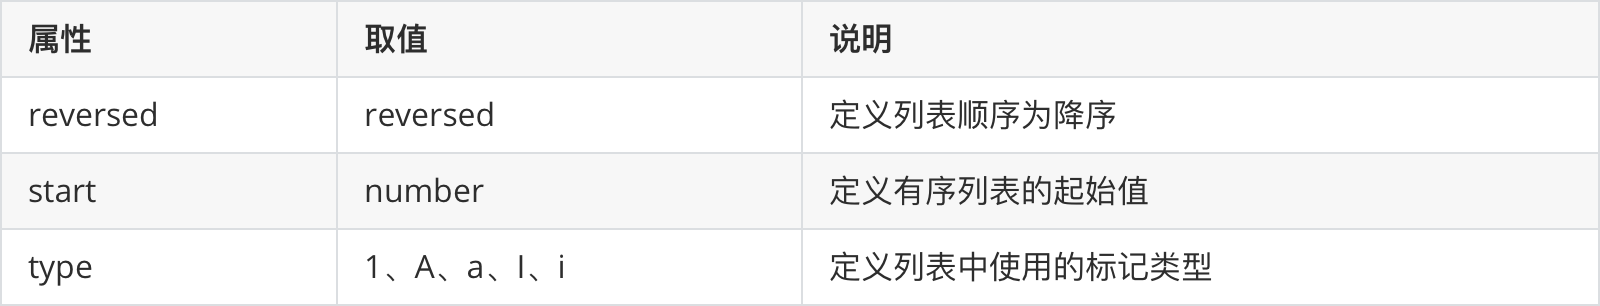 属性 取值 说明
reversed reversed 定义列表顺序为降序
start number 定义有序列表的起始值
type 1、A、a、I、i 定义列表中使用的标记类型